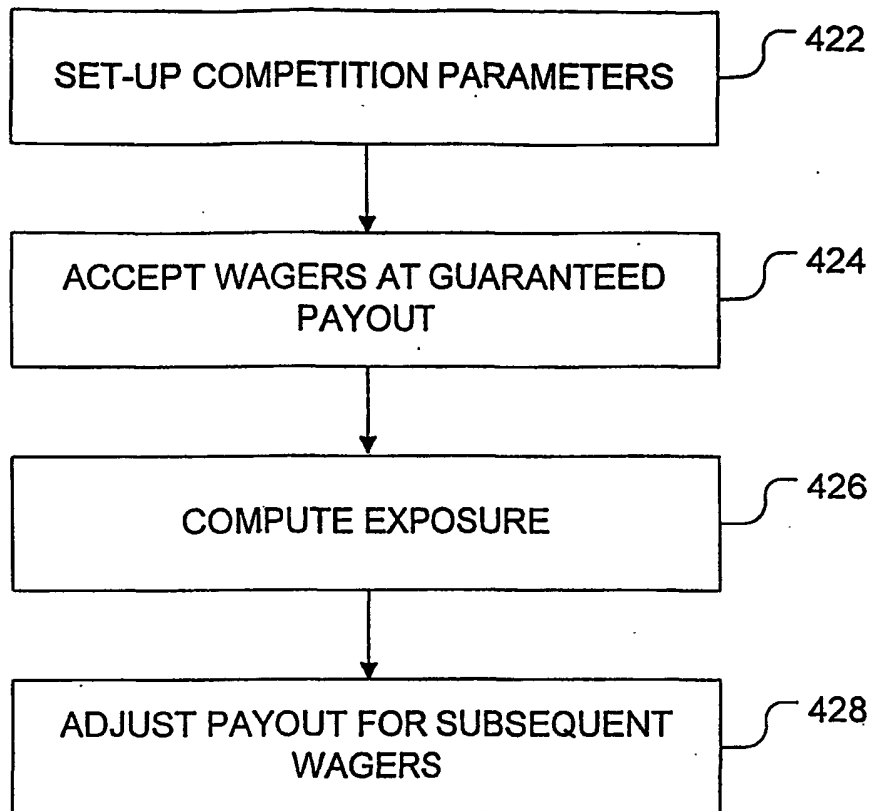 SET-UP COMPETITION PARAMETERS
422
ACCEPT WAGERS AT GUARANTEED
PAYOUT
424
COMPUTE EXPOSURE
426
ADJUST PAYOUT FOR SUBSEQUENT
WAGERS
428